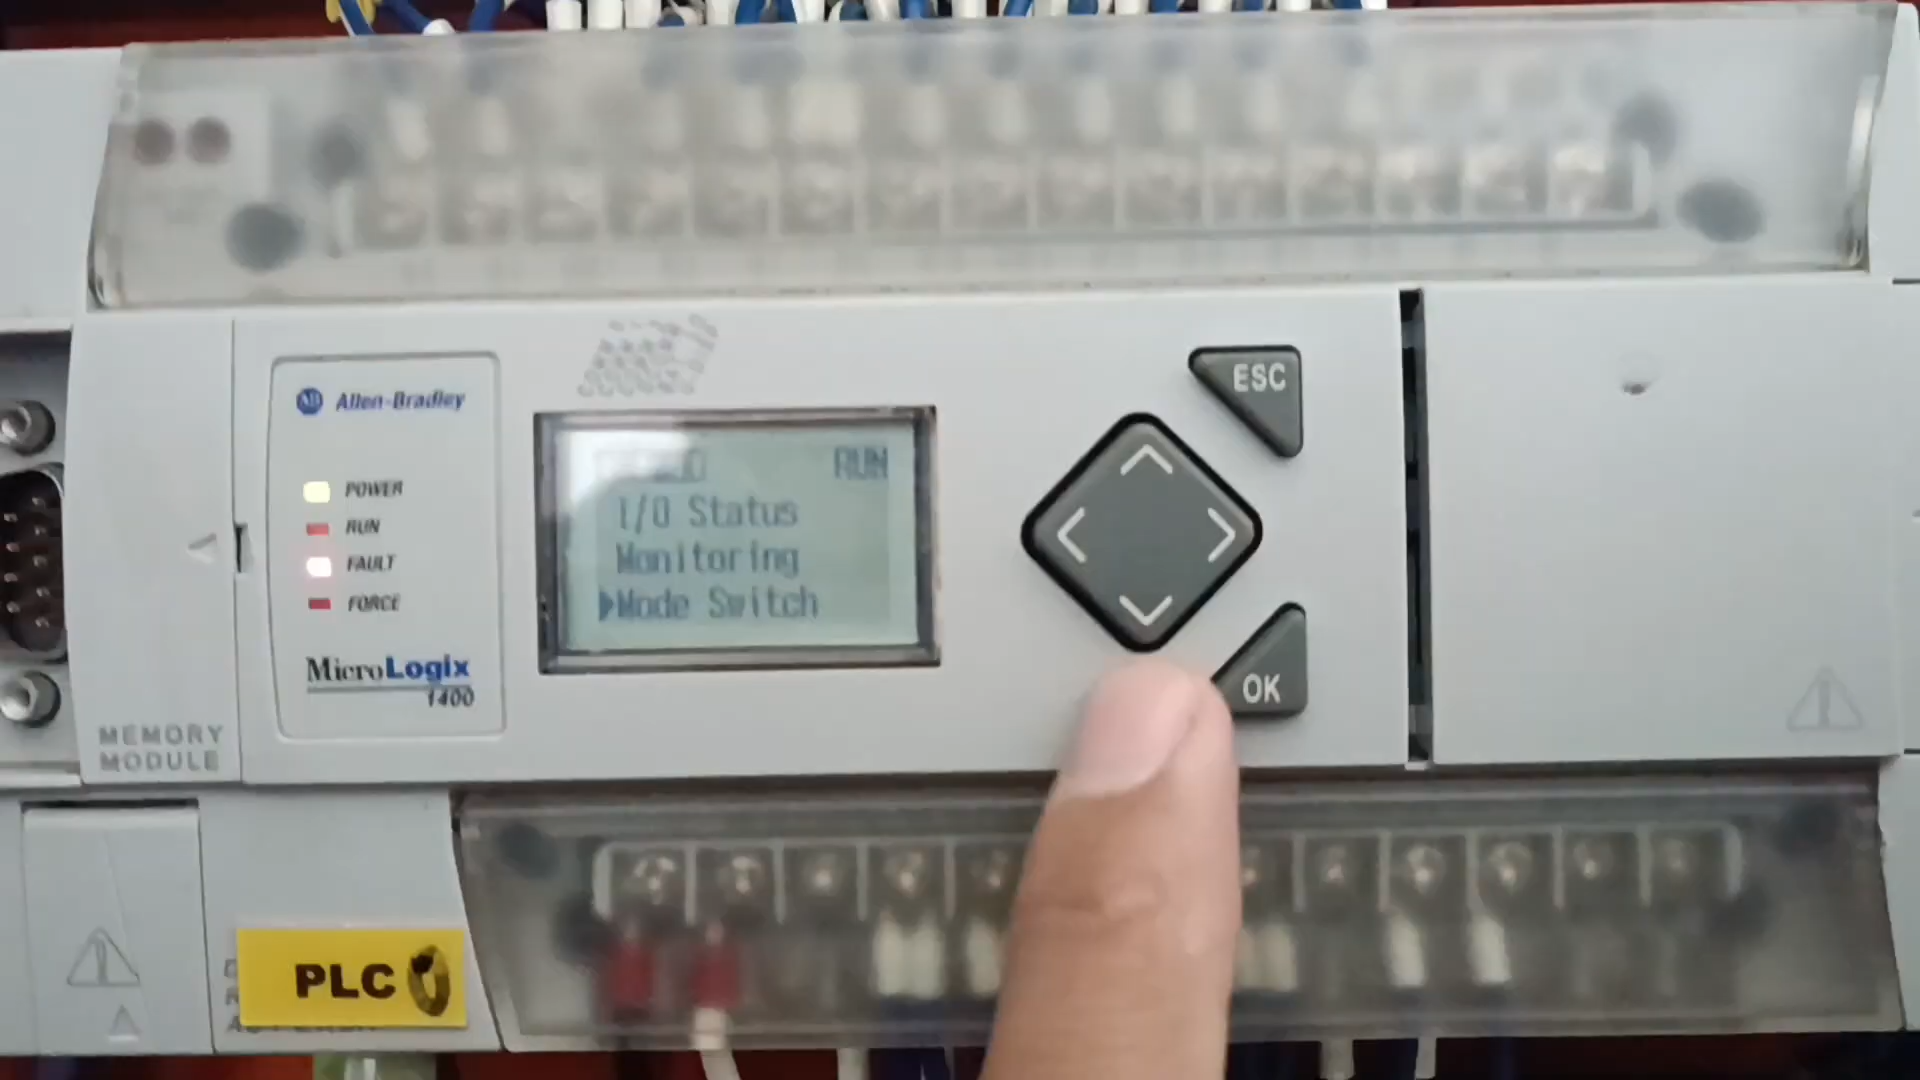 ESC
Allen-Bradley
POWER
RUN
FAULT
FORCE
MicroLogix
1400
RUN
I/O Status
Monitoring
Mode Switch
OK
MEMORY
MODULE
PLC